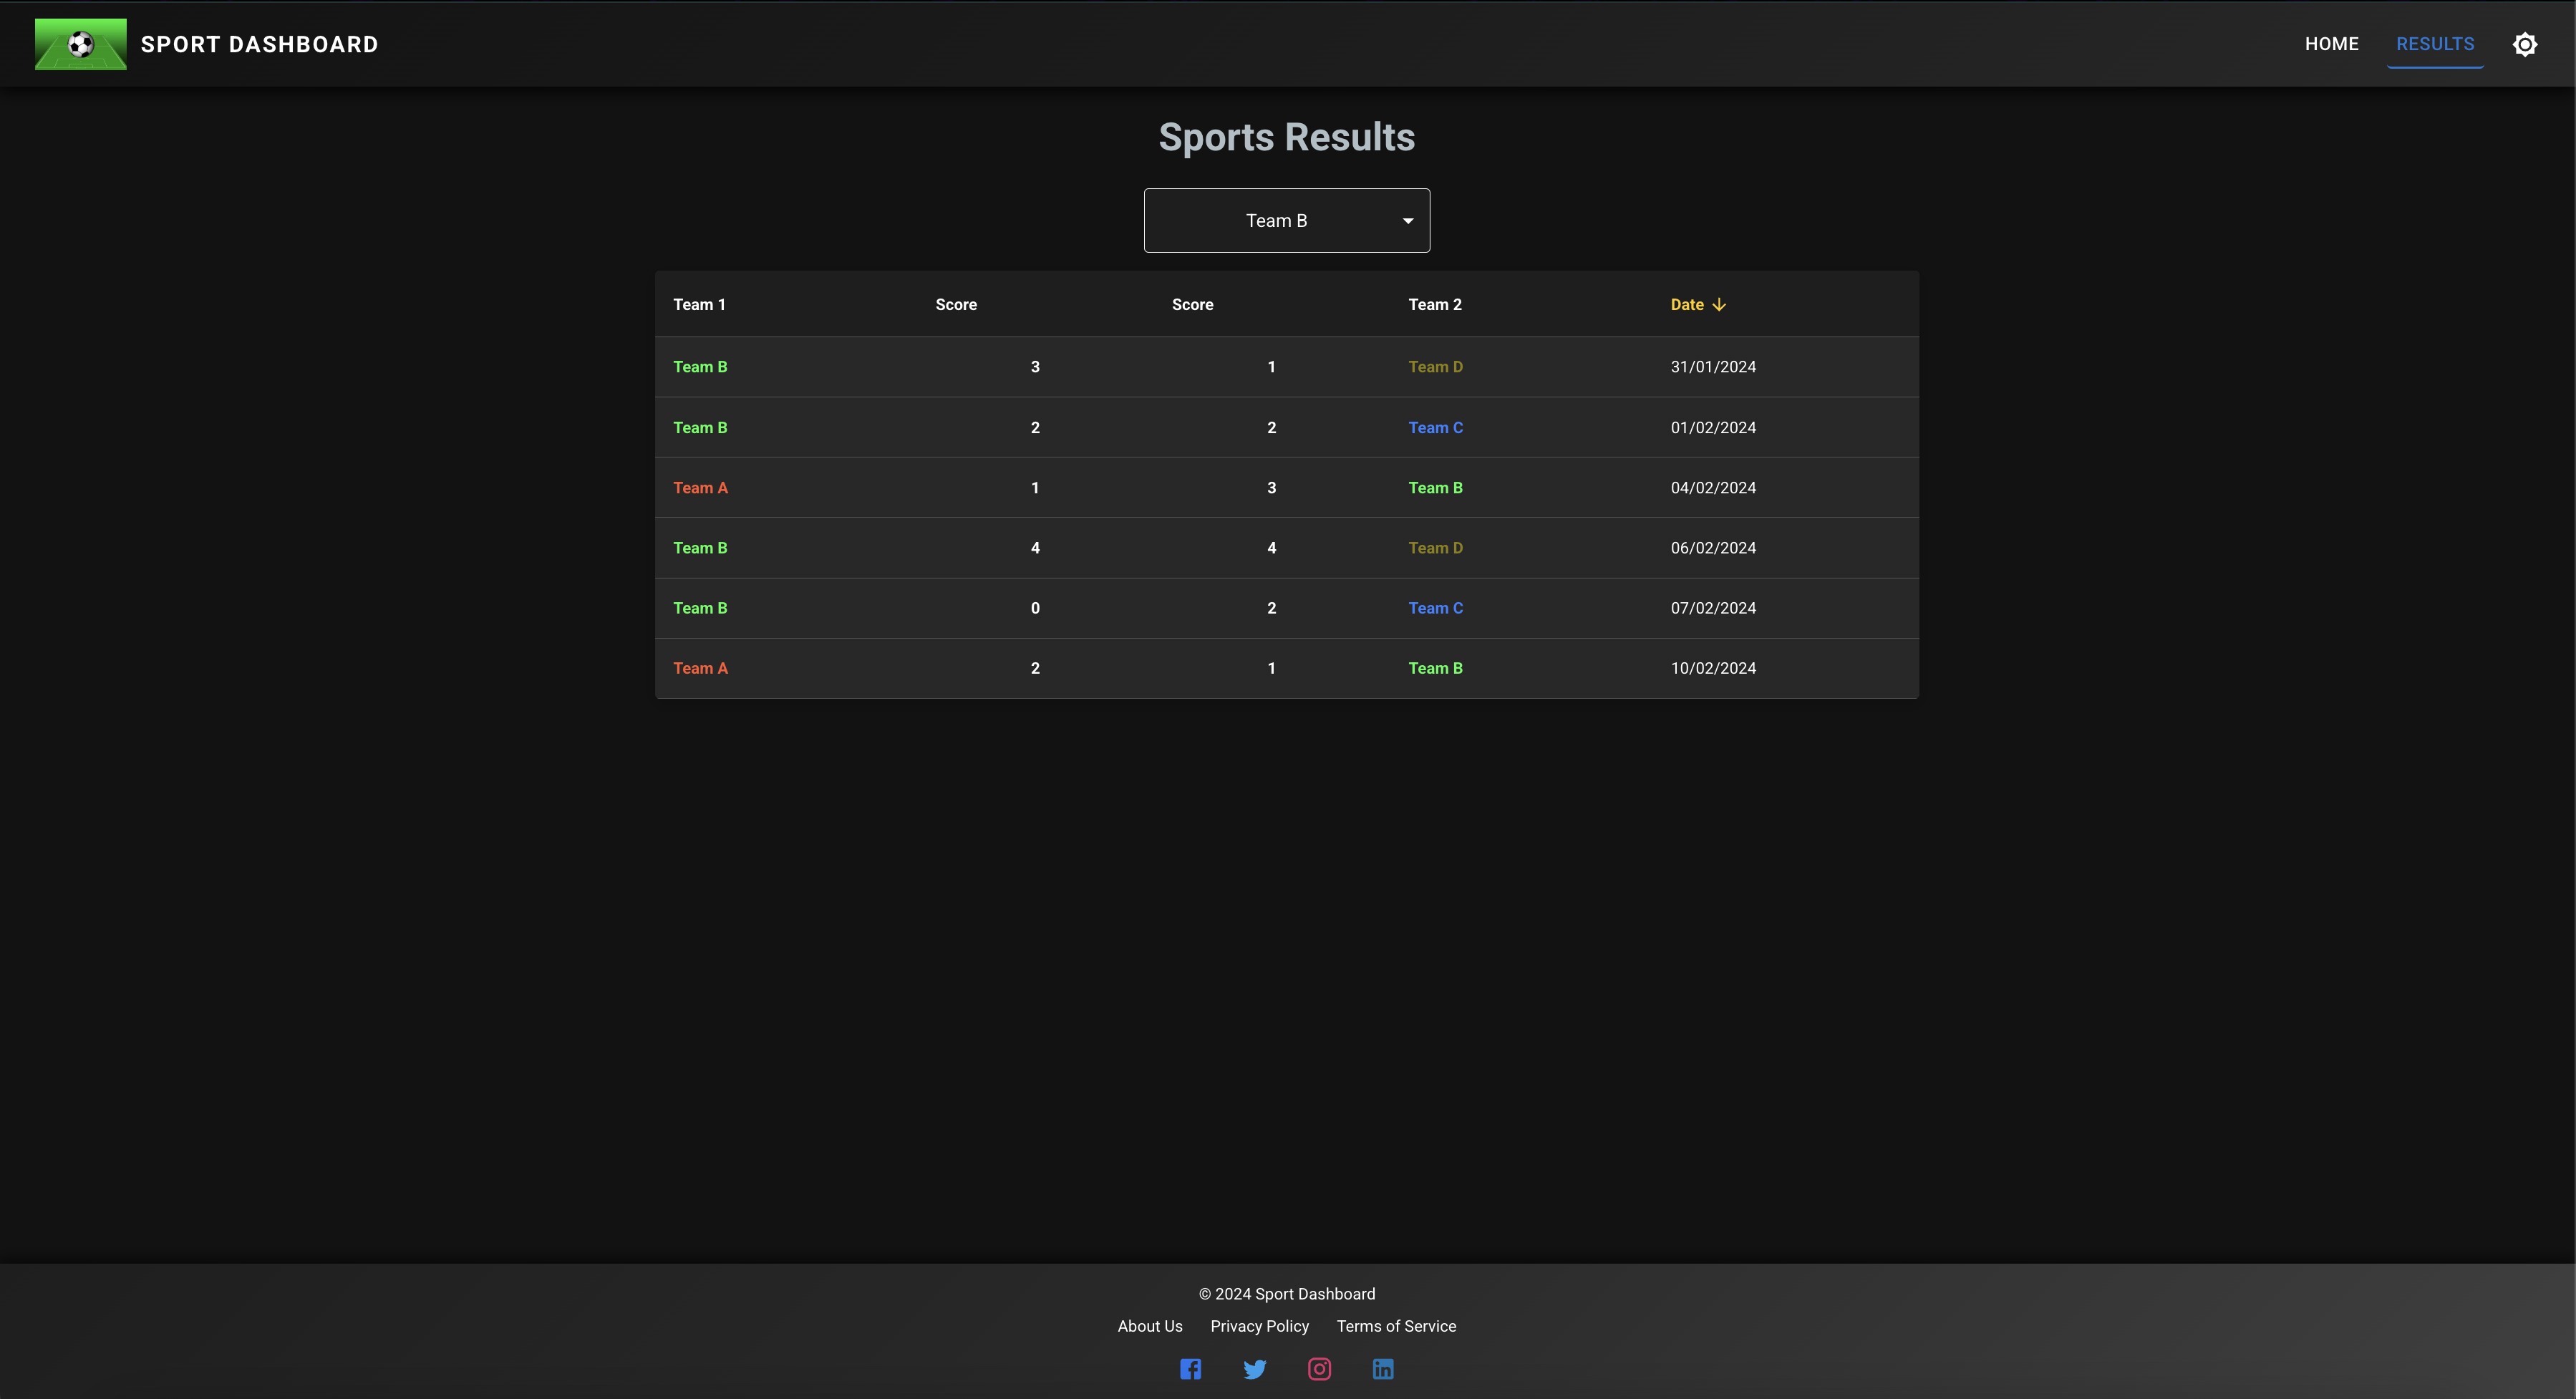 SPORT DASHBOARD
HOME RESULTS
Sports Results
Team B
Team 1 Score Score Team 2 Date
Team B 3 1 Team D 31/01/2024
Team B 2 2 Team C 01/02/2024
Team A 1 3 Team B 04/02/2024
Team B 4 4 Team D 06/02/2024
Team B 0 2 Team C 07/02/2024
Team A 2 1 Team B 10/02/2024
© 2024 Sport Dashboard
About Us Privacy Policy Terms of Service